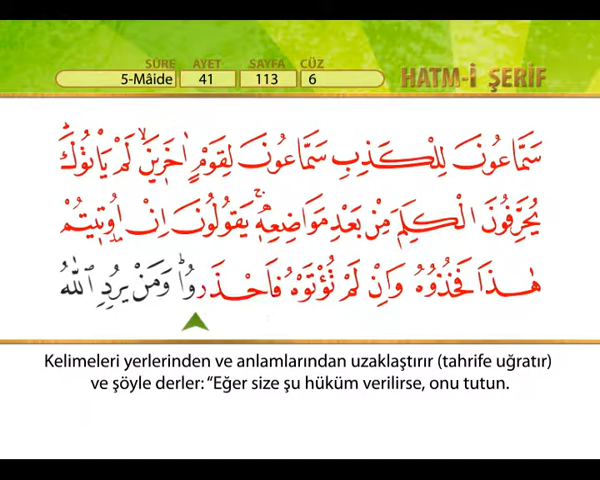 SÛRE AYET SAYFA CÜZ
5-Mâide 41 113 6
HATM-İ ŞERİF
سَمَّاعُونَ لِلْكَذِبِ سَمَّاعُونَ لِقَوْمٍ اٰخَر۪ينَۙ لَمْ يَأْتُوكَۜ
يُحَرِّفُونَ الْكَلِمَ مِنْ بَعْدِ مَوَاضِعِه۪ۚ يَقُولُونَ اِنْ اُو۫ت۪يتُمْ
هٰذَا فَخُذُوهُ وَاِنْ لَمْ تُؤْتَوْهُ فَاحْذَرُواۜ وَمَنْ يُرِدِ اللّٰهُ
Kelimeleri yerlerinden ve anlamlarından uzaklaştırır (tahrife uğratır)
ve şöyle derler: “Eğer size şu hüküm verilirse, onu tutun.